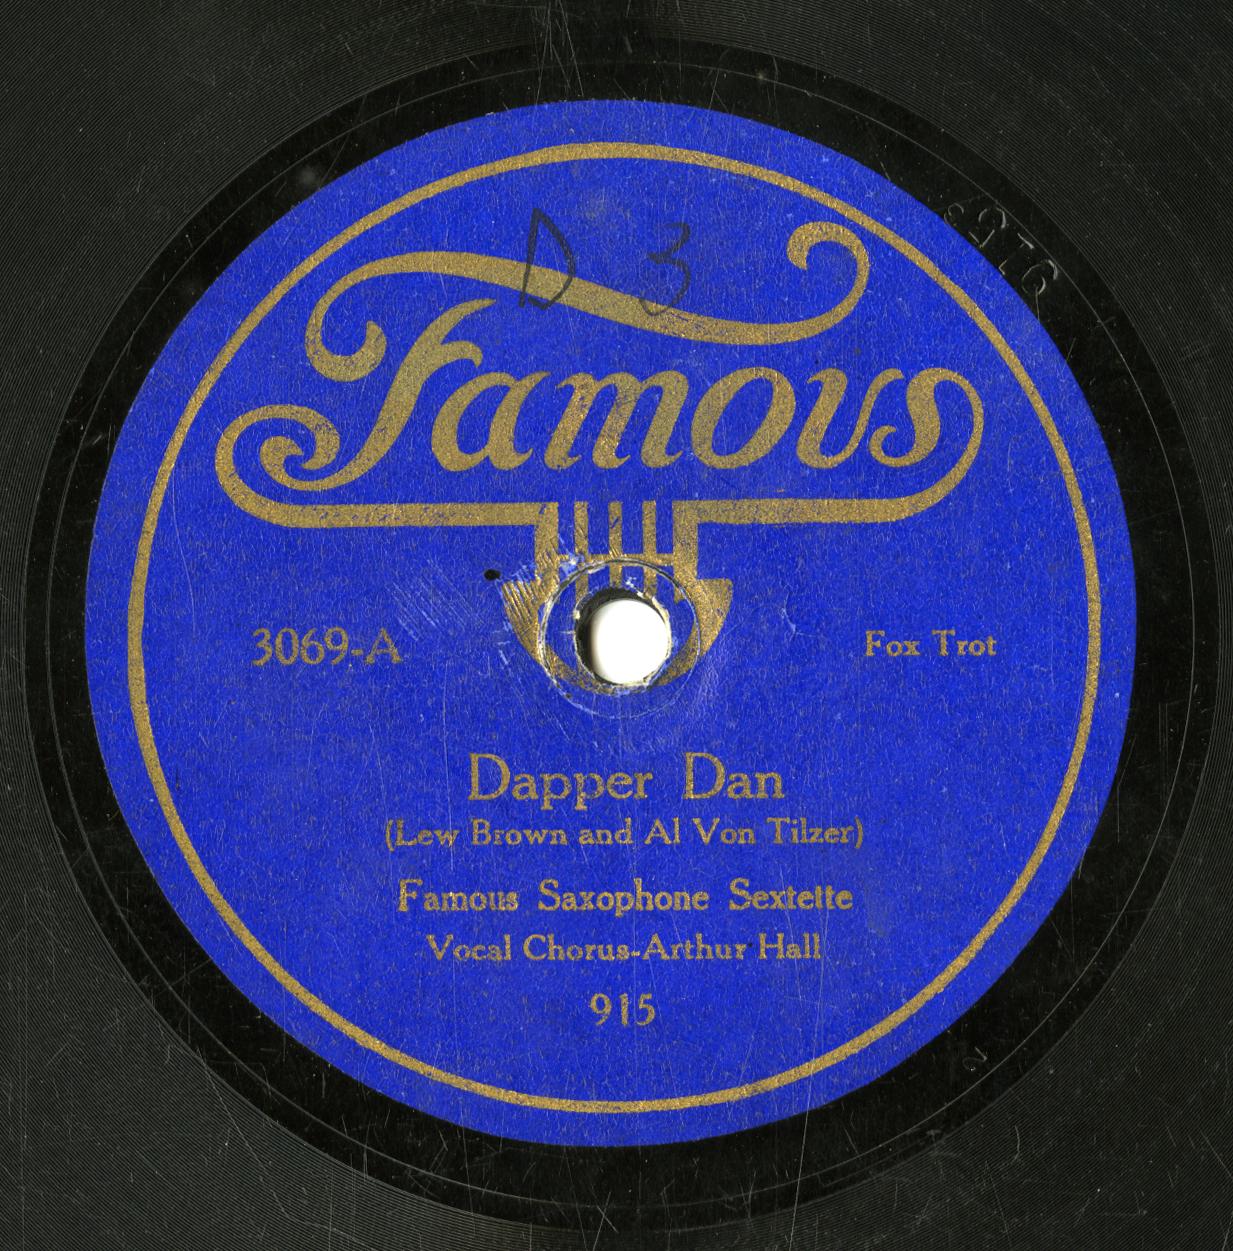 D 3
Famous
3069-A
Fox Trot
Dapper Dan
(Lew Brown and Al Von Tilzer)
Famous Saxophone Sextette
Vocal Chorus-Arthur Hall
915